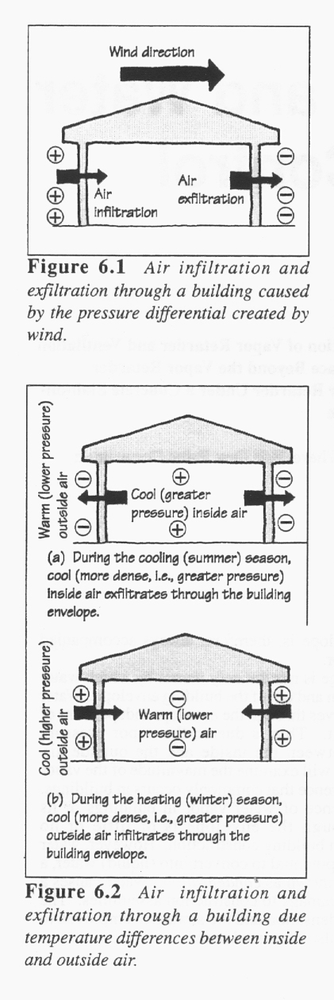 Wind direction
Air
infiltration
Air
exfiltration
Figure 6.1 Air infiltration and
exfiltration through a building caused
by the pressure differential created by
wind.
Warm (lower pressure)
outside air
Cool (greater
pressure) inside air
(a) During the cooling (summer) season,
cool (more dense, i.e., greater pressure)
inside air exfiltrates through the building
envelope.
Cool (higher pressure)
outside air
Warm (lower
pressure) air
(b) During the heating (winter) season,
cool (more dense, i.e., greater pressure)
outside air infiltrates through the
building envelope.
Figure 6.2 Air infiltration and
exfiltration through a building due
temperature differences between inside
and outside air.